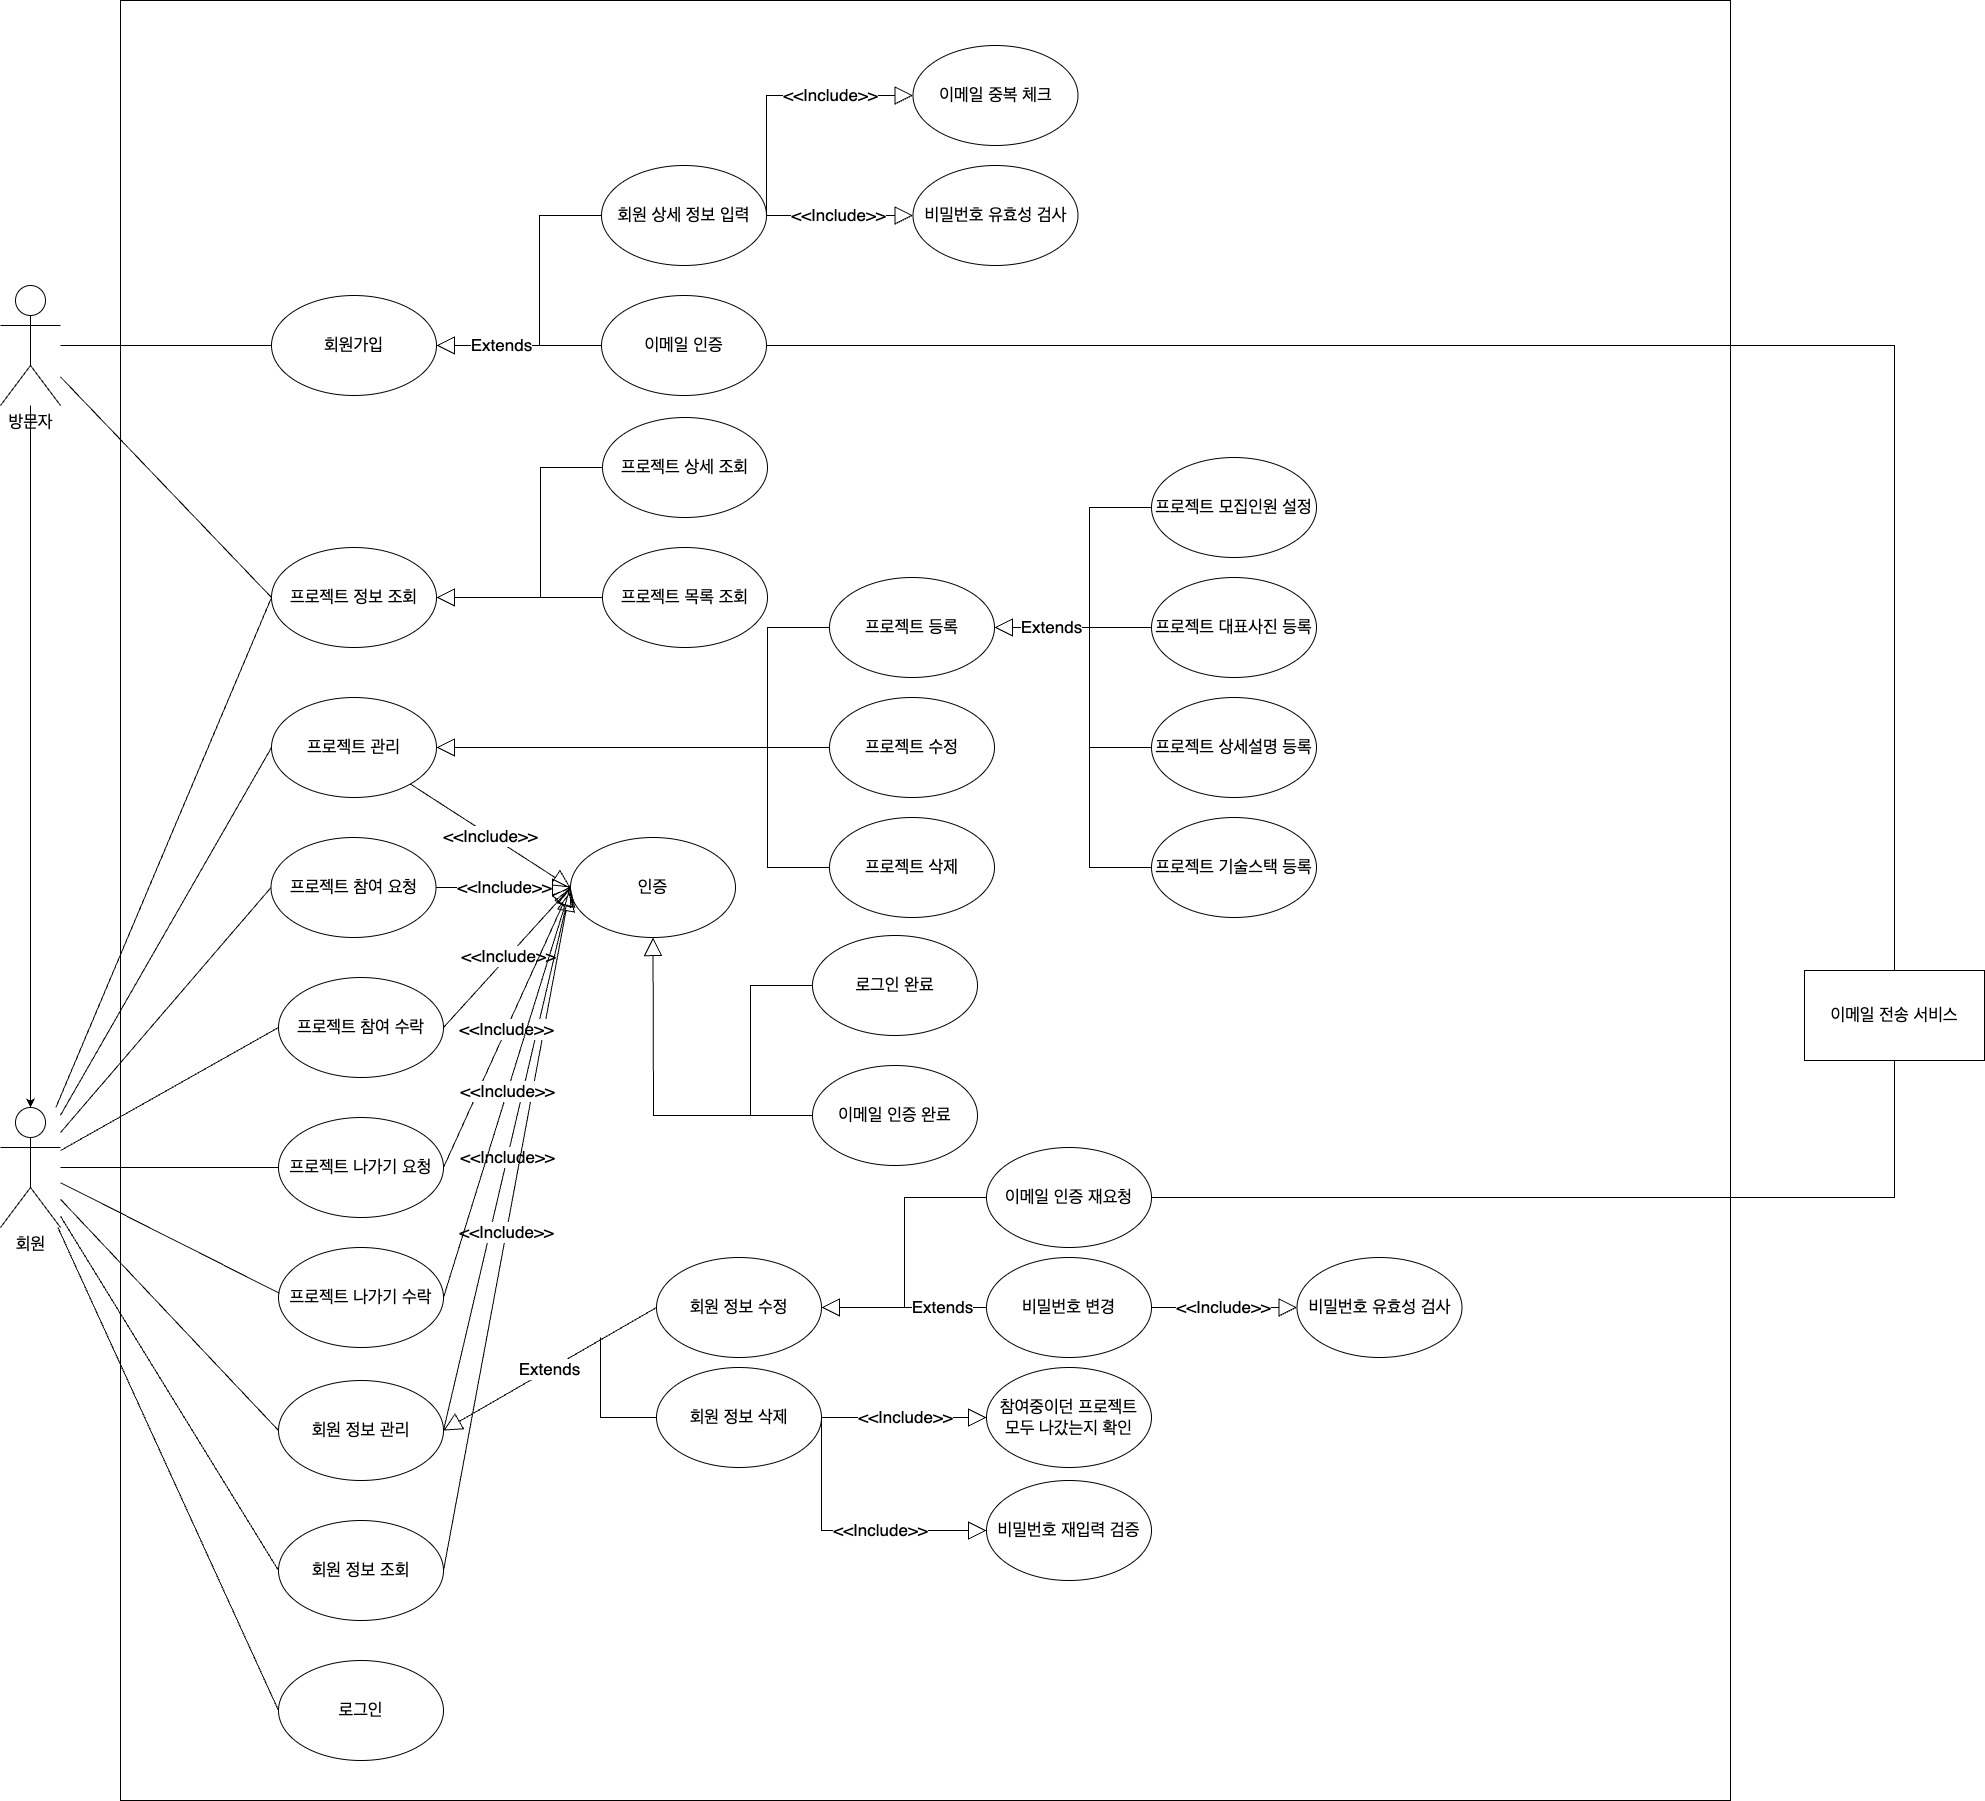 <<Include>>
이메일 중복 체크
회원 상세 정보 입력
<<Include>>
비밀번호 유효성 검사
회원가입
Extends
이메일 인증
방문자
프로젝트 상세 조회
프로젝트 모집인원 설정
프로젝트 정보 조회
프로젝트 목록 조회
프로젝트 등록
Extends
프로젝트 대표사진 등록
프로젝트 관리
프로젝트 수정
프로젝트 상세설명 등록
<<Include>>
프로젝트 참여 요청
<<Include>>
인증
프로젝트 삭제
프로젝트 기술스택 등록
<<Include>>
로그인 완료
이메일 전송 서비스
프로젝트 참여 수락
<<Include>>
<<Include>>
이메일 인증 완료
프로젝트 나가기 요청
<<Include>>
이메일 인증 재요청
<<Include>>
회원
프로젝트 나가기 수락
회원 정보 수정
Extends
비밀번호 변경
<<Include>>
비밀번호 유효성 검사
Extends
회원 정보 삭제
<<Include>>
참여중이던 프로젝트
모두 나갔는지 확인
회원 정보 관리
<<Include>>
비밀번호 재입력 검증
회원 정보 조회
로그인